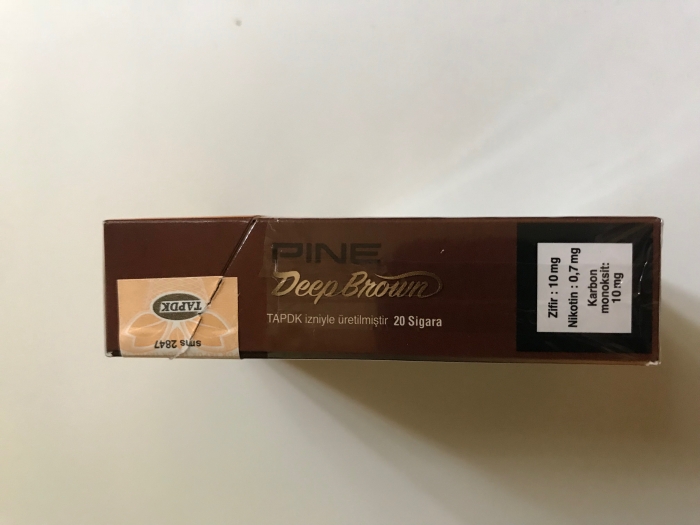 PINE
Deep Brown
TAPDK izniyle üretilmiştir 20 Sigara
TAPDK
sms 2847
Zifir : 10 mg
Nikotin : 0,7 mg
Karbon
monoksit:
10 mg